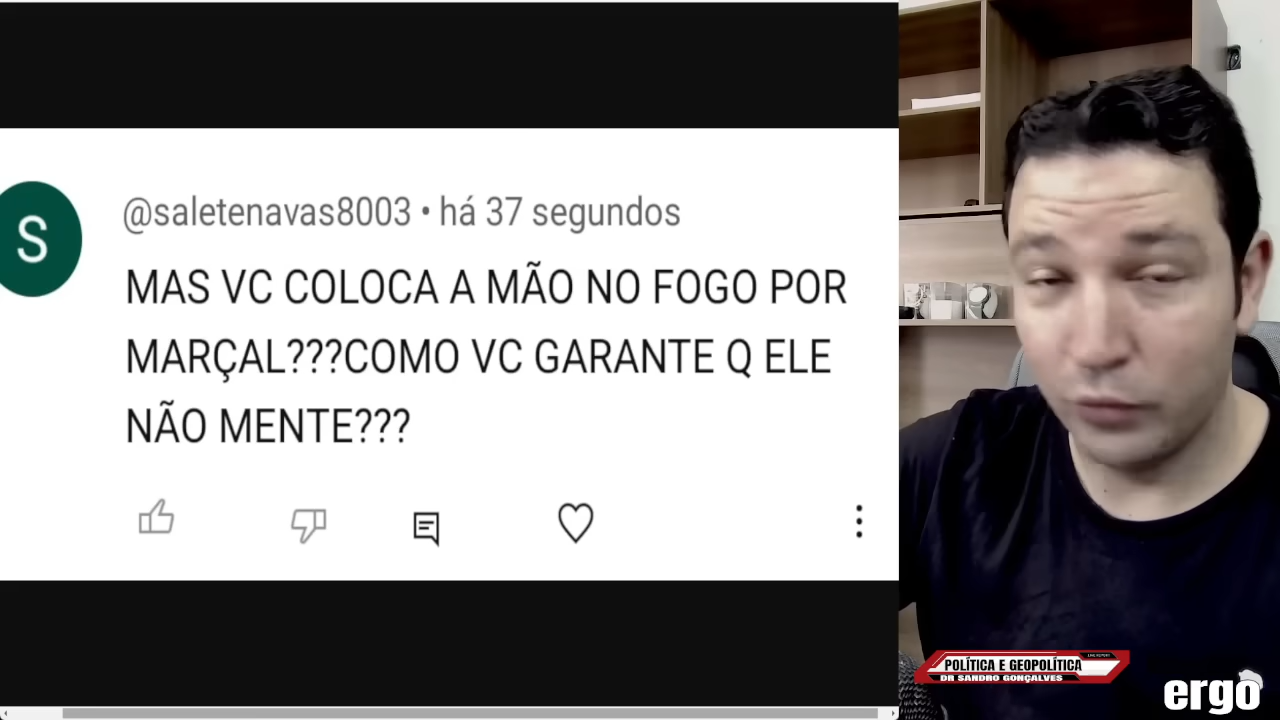 S
@saletenavas8003 • há 37 segundos
MAS VC COLOCA A MÃO NO FOGO POR
MARÇAL???COMO VC GARANTE Q ELE
NÃO MENTE???
POLÍTICA E GEOPOLÍTICA
DR SANDRO GONÇALVES
ergo